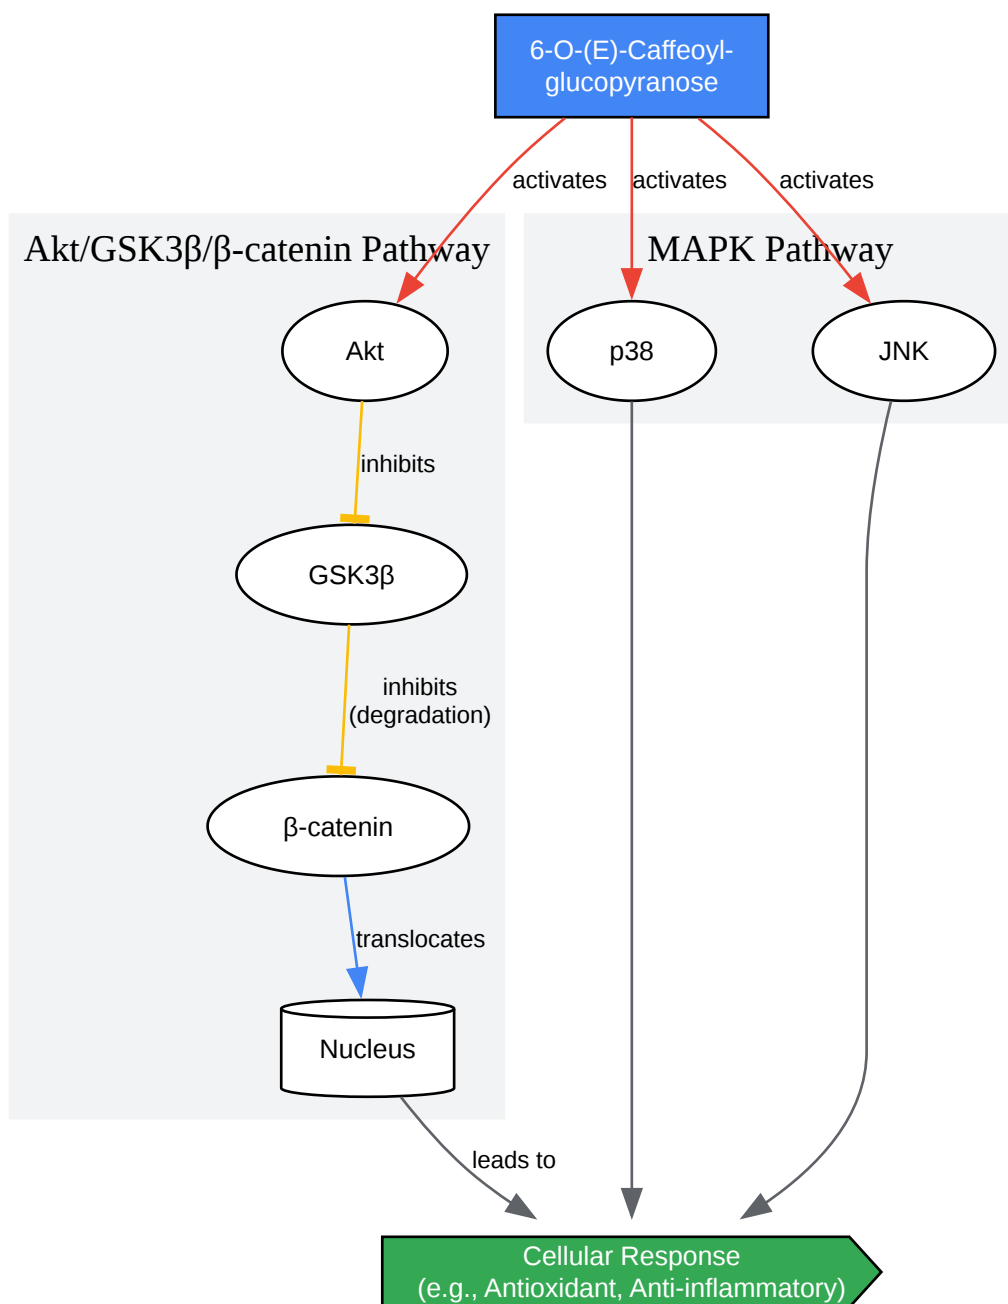 6-O-(E)-Caffeoyl-
glucopyranose
activates
activates
activates
Akt/GSK3β/β-catenin Pathway
MAPK Pathway
Akt
p38
JNK
inhibits
GSK3β
inhibits
(degradation)
β-catenin
translocates
Nucleus
leads to
Cellular Response
(e.g., Antioxidant, Anti-inflammatory)